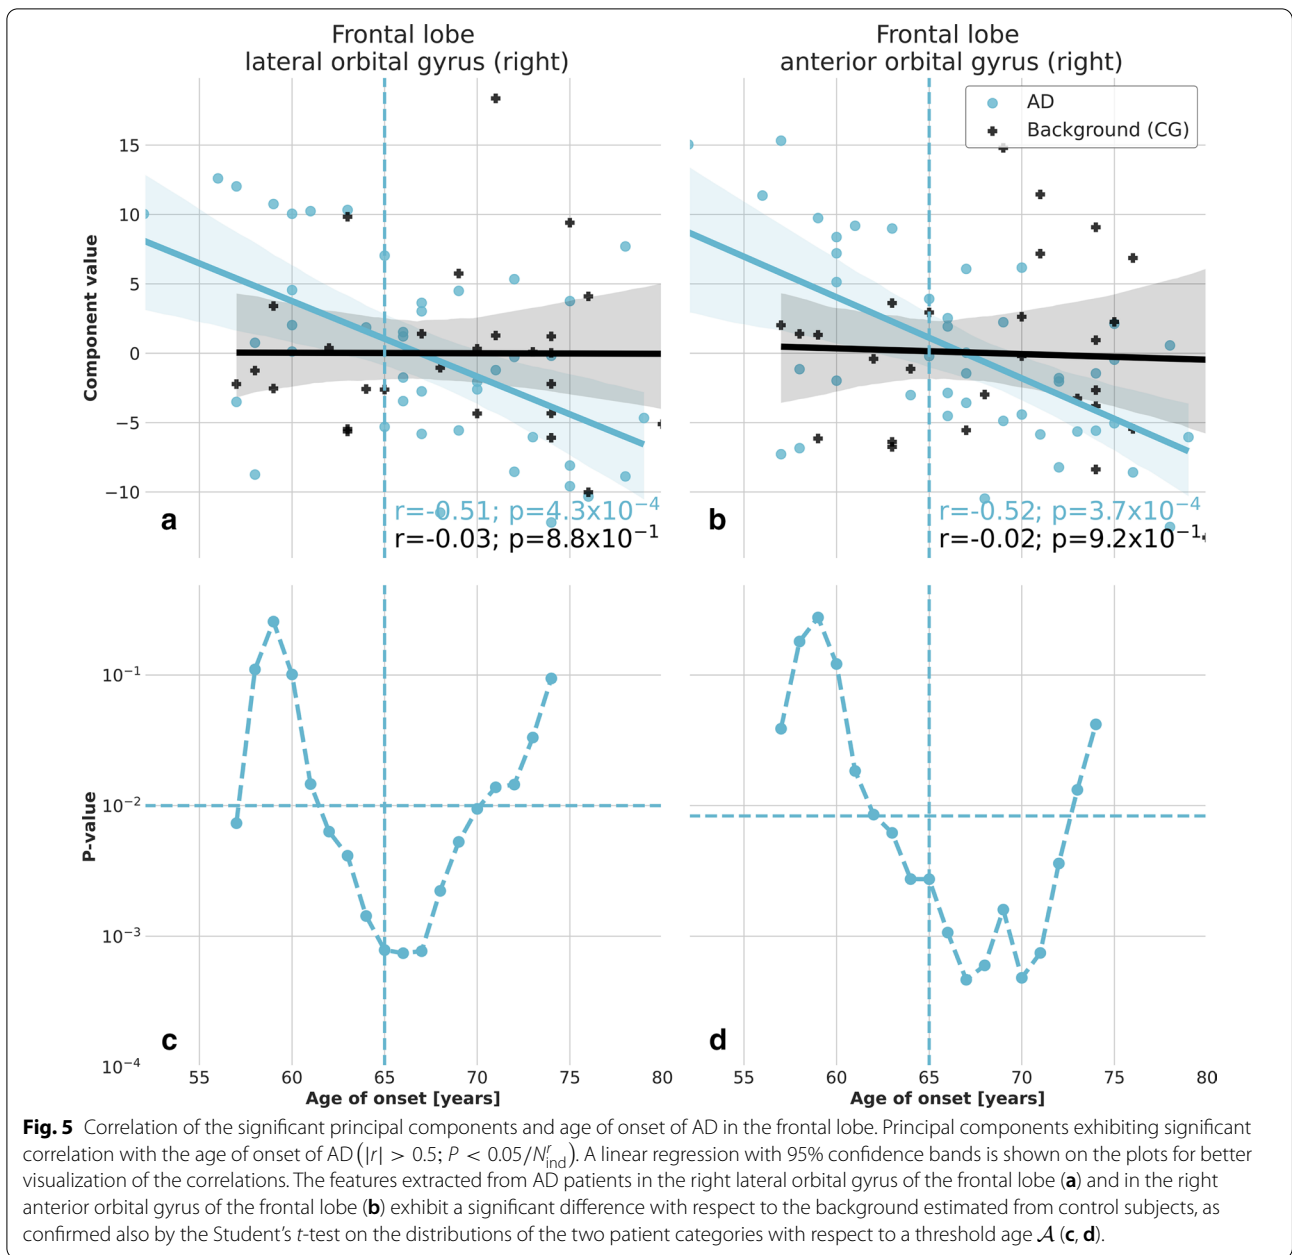 Frontal lobe
lateral orbital gyrus (right)
Frontal lobe
anterior orbital gyrus (right)
AD
Background (CG)
Component value
15
10
5
0
−5
−10
a
r=-0.51; p=4.3x10⁻⁴
r=-0.03; p=8.8x10⁻¹
b
r=-0.52; p=3.7x10⁻⁴
r=-0.02; p=9.2x10⁻¹
P-value
10⁻¹
10⁻²
10⁻³
10⁻⁴
c
d
55 60 65 70 75 80
Age of onset [years]
55 60 65 70 75 80
Age of onset [years]
Fig. 5 Correlation of the significant principal components and age of onset of AD in the frontal lobe. Principal components exhibiting significant
correlation with the age of onset of AD (|r| > 0.5; P < 0.05/N^r_ind). A linear regression with 95% confidence bands is shown on the plots for better
visualization of the correlations. The features extracted from AD patients in the right lateral orbital gyrus of the frontal lobe (a) and in the right
anterior orbital gyrus of the frontal lobe (b) exhibit a significant difference with respect to the background estimated from control subjects, as
confirmed also by the Student's t-test on the distributions of the two patient categories with respect to a threshold age 𝒜 (c, d).